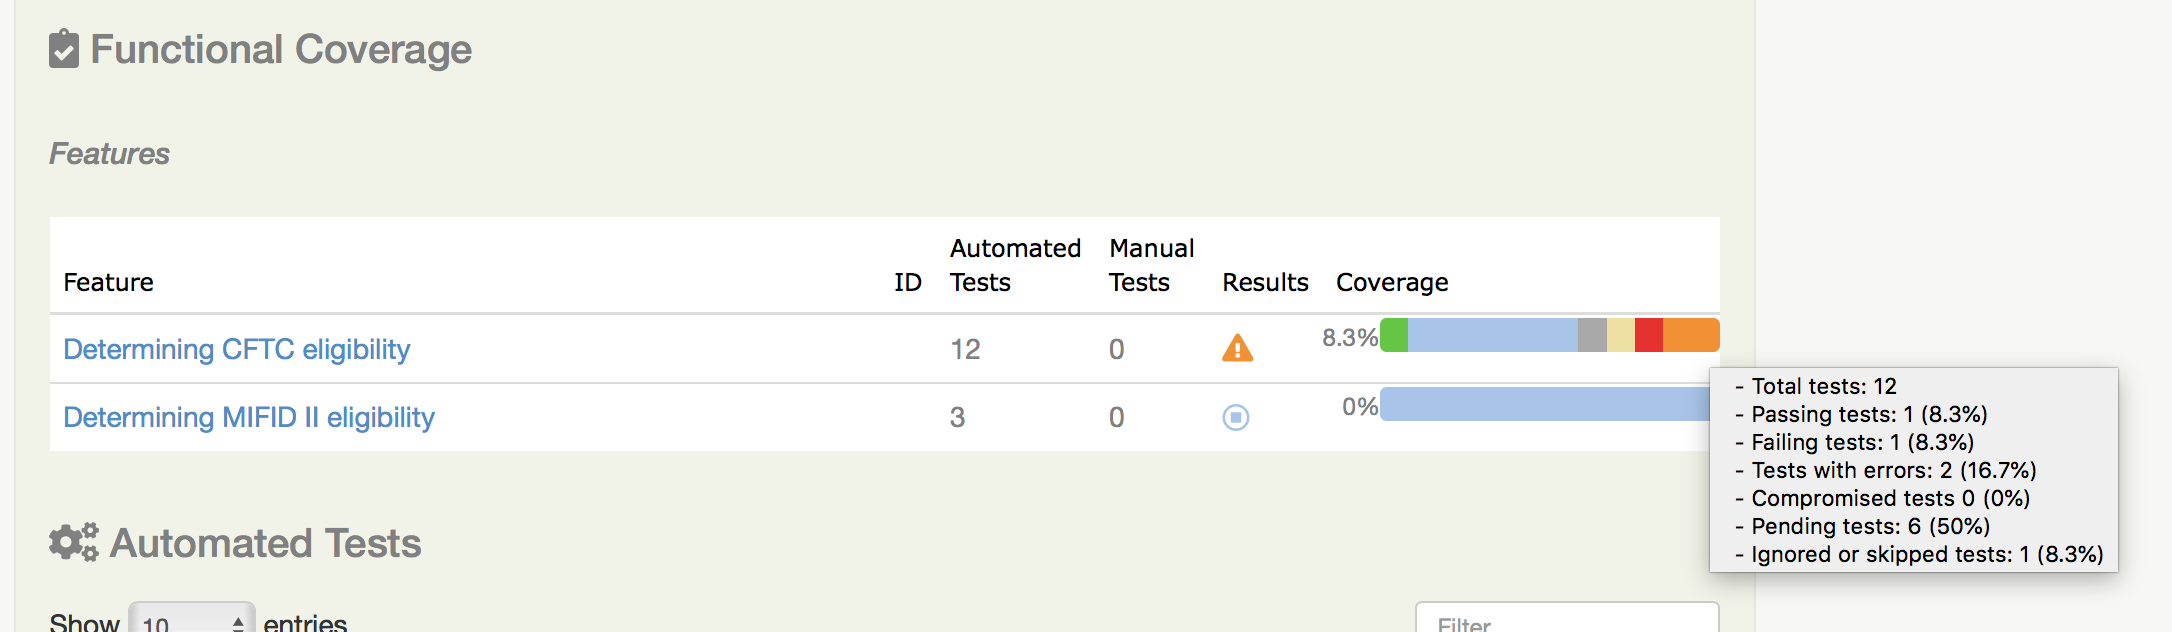 Functional Coverage
Features
Feature ID Automated Tests Manual Tests Results Coverage
Determining CFTC eligibility 12 0 8.3%
Determining MIFID II eligibility 3 0 0%
- Total tests: 12
- Passing tests: 1 (8.3%)
- Failing tests: 1 (8.3%)
- Tests with errors: 2 (16.7%)
- Compromised tests 0 (0%)
- Pending tests: 6 (50%)
- Ignored or skipped tests: 1 (8.3%)
Automated Tests
Show 10 entries Filter